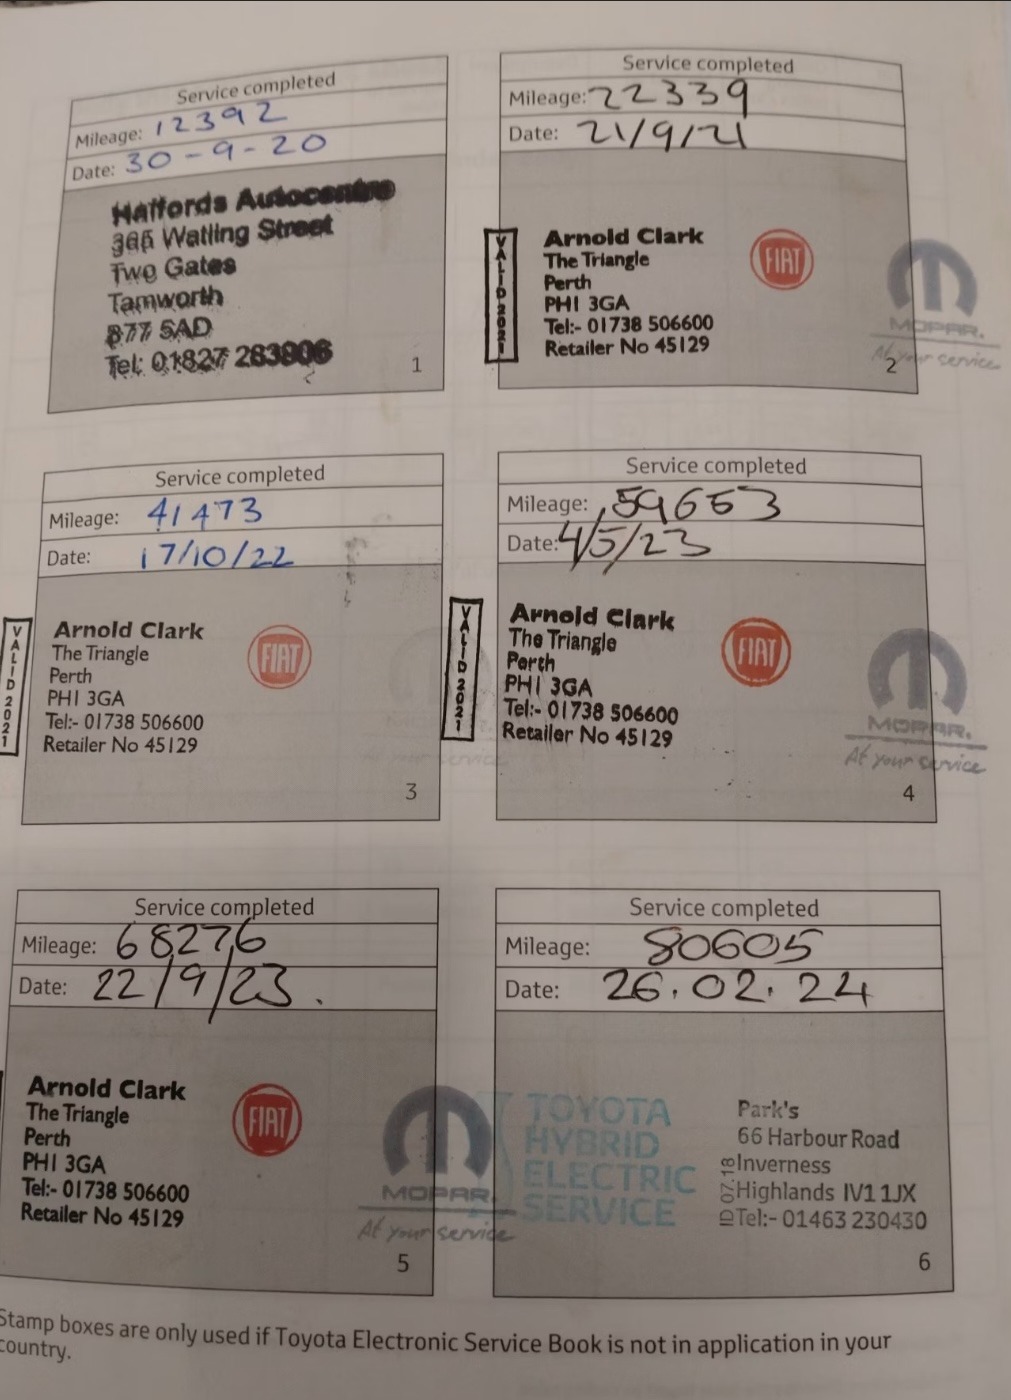 Service completed
Mileage: 12392
Date: 30-9-20
Halfords Autocentre
365 Watling Street
Two Gates
Tamworth
B77 5AD
Tel: 01827 283806
1
Service completed
Mileage: 22339
Date: 21/9/21
VALID 2021
Arnold Clark
The Triangle
Perth
PH1 3GA
Tel:- 01738 506600
Retailer No 45129
FIAT
MOPAR.
At your service
2
Service completed
Mileage: 41473
Date: 17/10/22
VALID 2021
Arnold Clark
The Triangle
Perth
PH1 3GA
Tel:- 01738 506600
Retailer No 45129
FIAT
3
Service completed
Mileage: 59653
Date: 4/5/23
VALID 2021
Arnold Clark
The Triangle
Perth
PH1 3GA
Tel:- 01738 506600
Retailer No 45129
FIAT
MOPAR.
At your service
4
Service completed
Mileage: 68276
Date: 22/9/23.
Arnold Clark
The Triangle
Perth
PH1 3GA
Tel:- 01738 506600
Retailer No 45129
FIAT
MOPAR.
At your service
5
Service completed
Mileage: 80605
Date: 26.02.24
TOYOTA
HYBRID
ELECTRIC
SERVICE
Park's
66 Harbour Road
Inverness
Highlands IV1 1JX
Tel:- 01463 230430
ID 07.18
6
Stamp boxes are only used if Toyota Electronic Service Book is not in application in your
country.